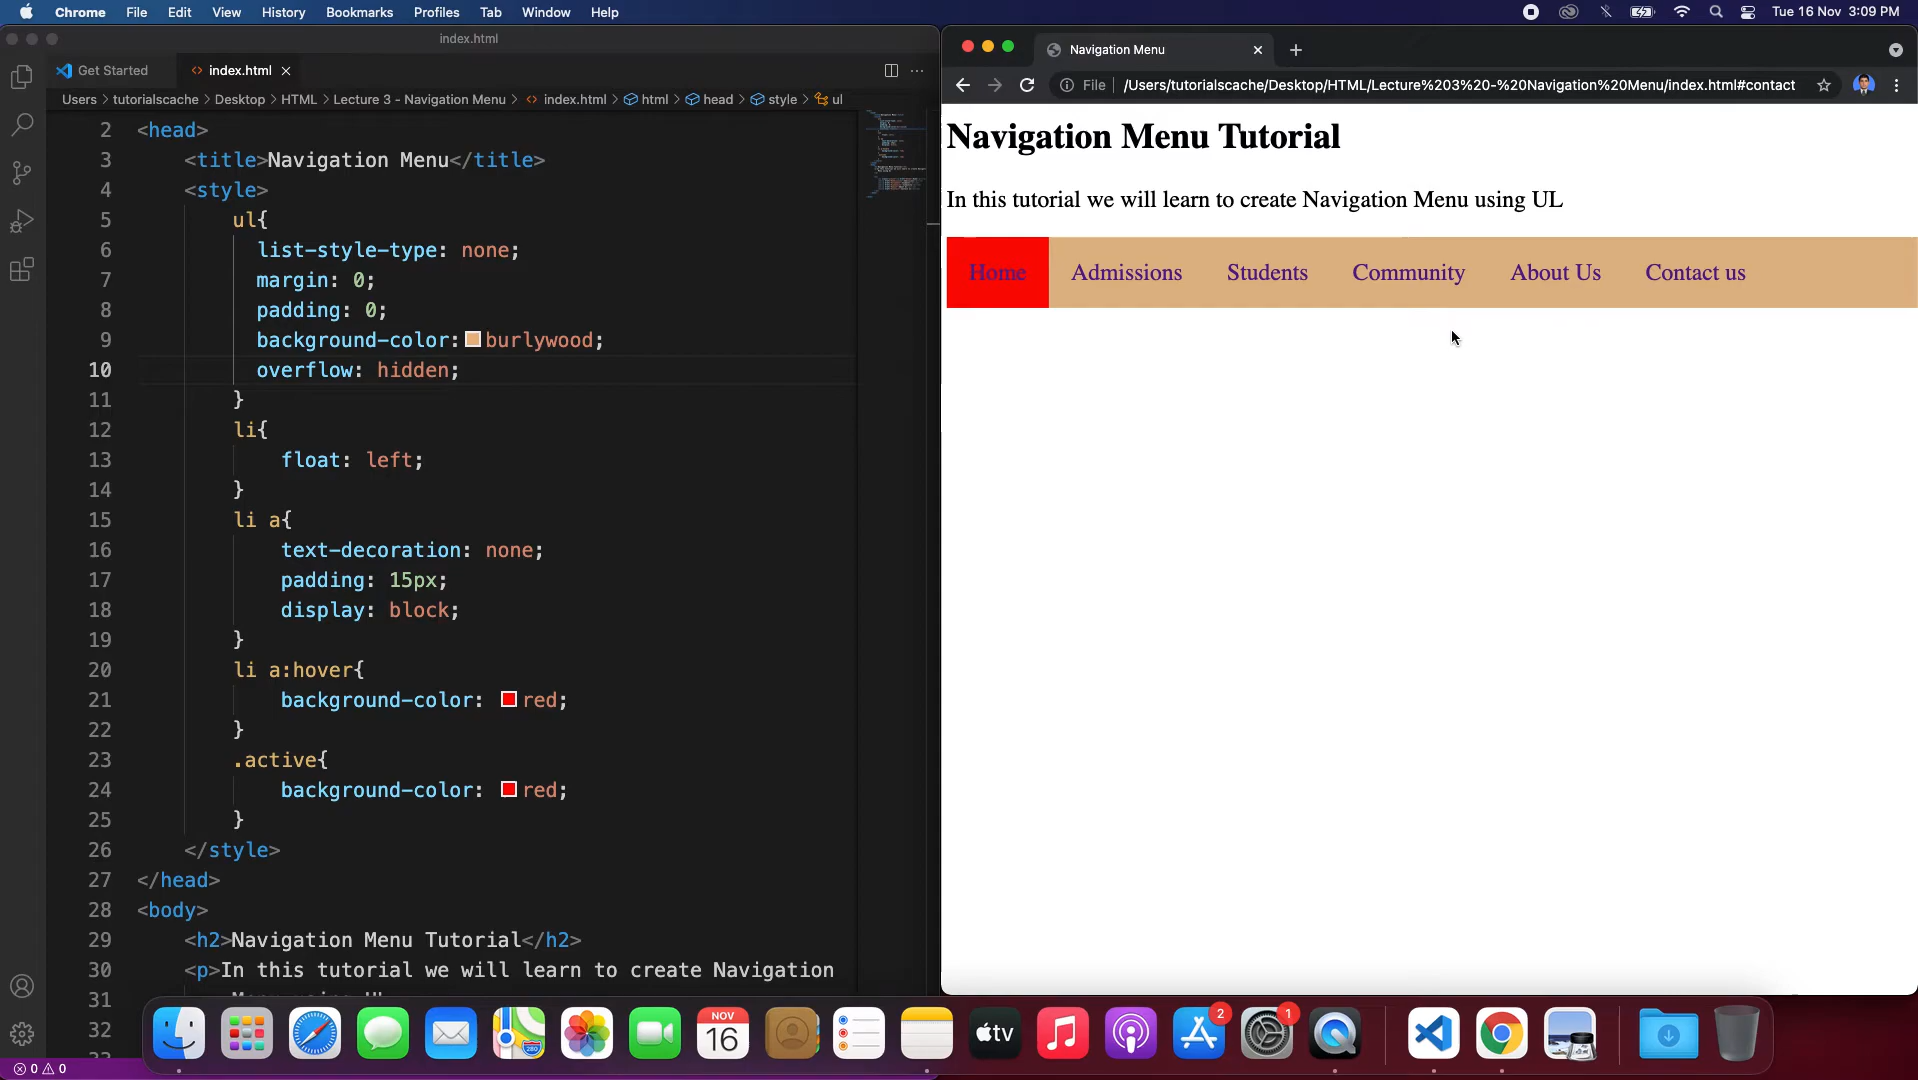 Chrome File Edit View History Bookmarks Profiles Tab Window Help
Tue 16 Nov 3:09 PM
index.html
Get Started
<> index.html ×
Users > tutorialscache > Desktop > HTML > Lecture 3 - Navigation Menu > <> index.html > html > head > style > ul
2 <head>
3 <title>Navigation Menu</title>
4 <style>
5 ul{
6 list-style-type: none;
7 margin: 0;
8 padding: 0;
9 background-color: burlywood;
10 overflow: hidden;
11 }
12 li{
13 float: left;
14 }
15 li a{
16 text-decoration: none;
17 padding: 15px;
18 display: block;
19 }
20 li a:hover{
21 background-color: red;
22 }
23 .active{
24 background-color: red;
25 }
26 </style>
27 </head>
28 <body>
29 <h2>Navigation Menu Tutorial</h2>
30 <p>In this tutorial we will learn to create Navigation
31
32
0 0
Navigation Menu
File /Users/tutorialscache/Desktop/HTML/Lecture%203%20-%20Navigation%20Menu/index.html#contact
Navigation Menu Tutorial
In this tutorial we will learn to create Navigation Menu using UL
Home Admissions Students Community About Us Contact us
NOV
16
280
tv
2
1